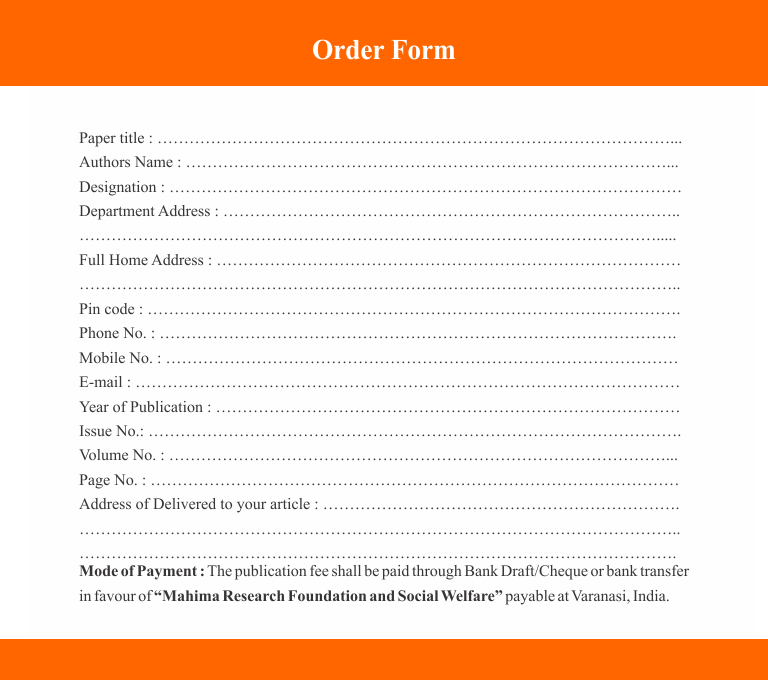 Order Form
Paper title : ……………………………………………………………………………………...
Authors Name : ………………………………………………………………………………...
Designation : ……………………………………………………………………………………
Department Address : …………………………………………………………………………..
……………………………………………………………………………………………….....
Full Home Address : ……………………………………………………………………………
…………………………………………………………………………………………………..
Pin code : ……………………………………………………………………………………….
Phone No. : …………………………………………………………………………………….
Mobile No. : ……………………………………………………………………………………
E-mail : …………………………………………………………………………………………
Year of Publication : ……………………………………………………………………………
Issue No.: ……………………………………………………………………………………….
Volume No. : …………………………………………………………………………………...
Page No. : ………………………………………………………………………………………
Address of Delivered to your article : ………………………………………………………….
…………………………………………………………………………………………………..
………………………………………………………………………………………………….
Mode of Payment : The publication fee shall be paid through Bank Draft/Cheque or bank transfer
in favour of “Mahima Research Foundation and Social Welfare” payable at Varanasi, India.